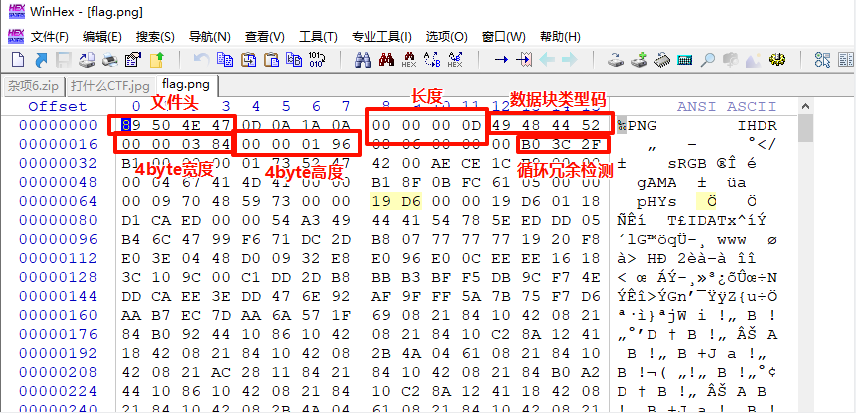 WinHex - [flag.png]
文件(F) 编辑(E) 搜索(S) 导航(N) 查看(V) 工具(T) 专业工具(I) 选项(O) 窗口(W) 帮助(H)
杂项6.zip 打什么CTF.jpg flag.png
文件头 长度 数据块类型码
Offset 0 1 2 3 4 5 6 7 ANSI ASCII
00000000 89 50 4E 47 0D 0A 1A 0A 00 00 00 0D 49 48 44 52 ‰PNG IHDR
00000016 00 00 03 84 00 00 01 96 B0 3C 2F „ – °</
4byte宽度 4byte高度 循环冗余检测
00000032 B1 00 00 00 01 73 52 47 42 00 AE CE 1C E9 00 00 ± sRGB ®Î é
00000048 00 04 67 41 4D 41 00 00 B1 8F 0B FC 61 05 00 00 gAMA ± üa
00000064 00 09 70 48 59 73 00 00 19 D6 00 00 19 D6 01 18 pHYs Ö Ö
00000080 D1 CA ED 00 00 54 A3 49 44 41 54 78 5E ED DD 05 ÑÊí T£IDATx^íÝ
00000096 B4 6C 47 99 F6 71 DC 2D B8 07 77 77 77 19 20 F8 ´lG™öqÜ-¸ www ø
00000112 E0 3E 04 48 D0 09 32 E8 E0 96 E0 0C EE EE 16 18 à> HÐ 2èà–à îî
00000128 3C 10 9C 00 C1 DD 2D B8 BB B3 BF F5 DB 9C F7 4E < œ ÁÝ-¸»³¿õÛœ÷N
00000144 DD CA EE 3E DD 47 6E 92 AF 9F FF 5A 7B 75 F7 D6 ÝÊî>ÝGn’¯ŸÿZ{u÷Ö
00000160 AA B7 EC 7D AA 6A 57 1F 69 08 21 84 10 42 08 21 ª·ì}ªjW i !„ B !
00000176 84 B0 92 44 10 86 10 42 08 21 84 10 C2 8A 12 41 „°’D † B !„ ÂŠ A
00000192 18 42 08 21 84 10 42 08 2B 4A 04 61 08 21 84 10 B !„ B +J a !„
00000208 42 08 21 AC 28 11 84 21 84 10 42 08 21 84 B0 A2 B !¬( „!„ B !„°¢
00000224 44 10 86 10 42 08 21 84 10 C2 8A 12 41 18 42 08 D † B !„ ÂŠ A B
00000240 21 84 10 42 08 2B 4A 04 61 08 21 84 10 42 08 21 !„ B +J a !„ B !